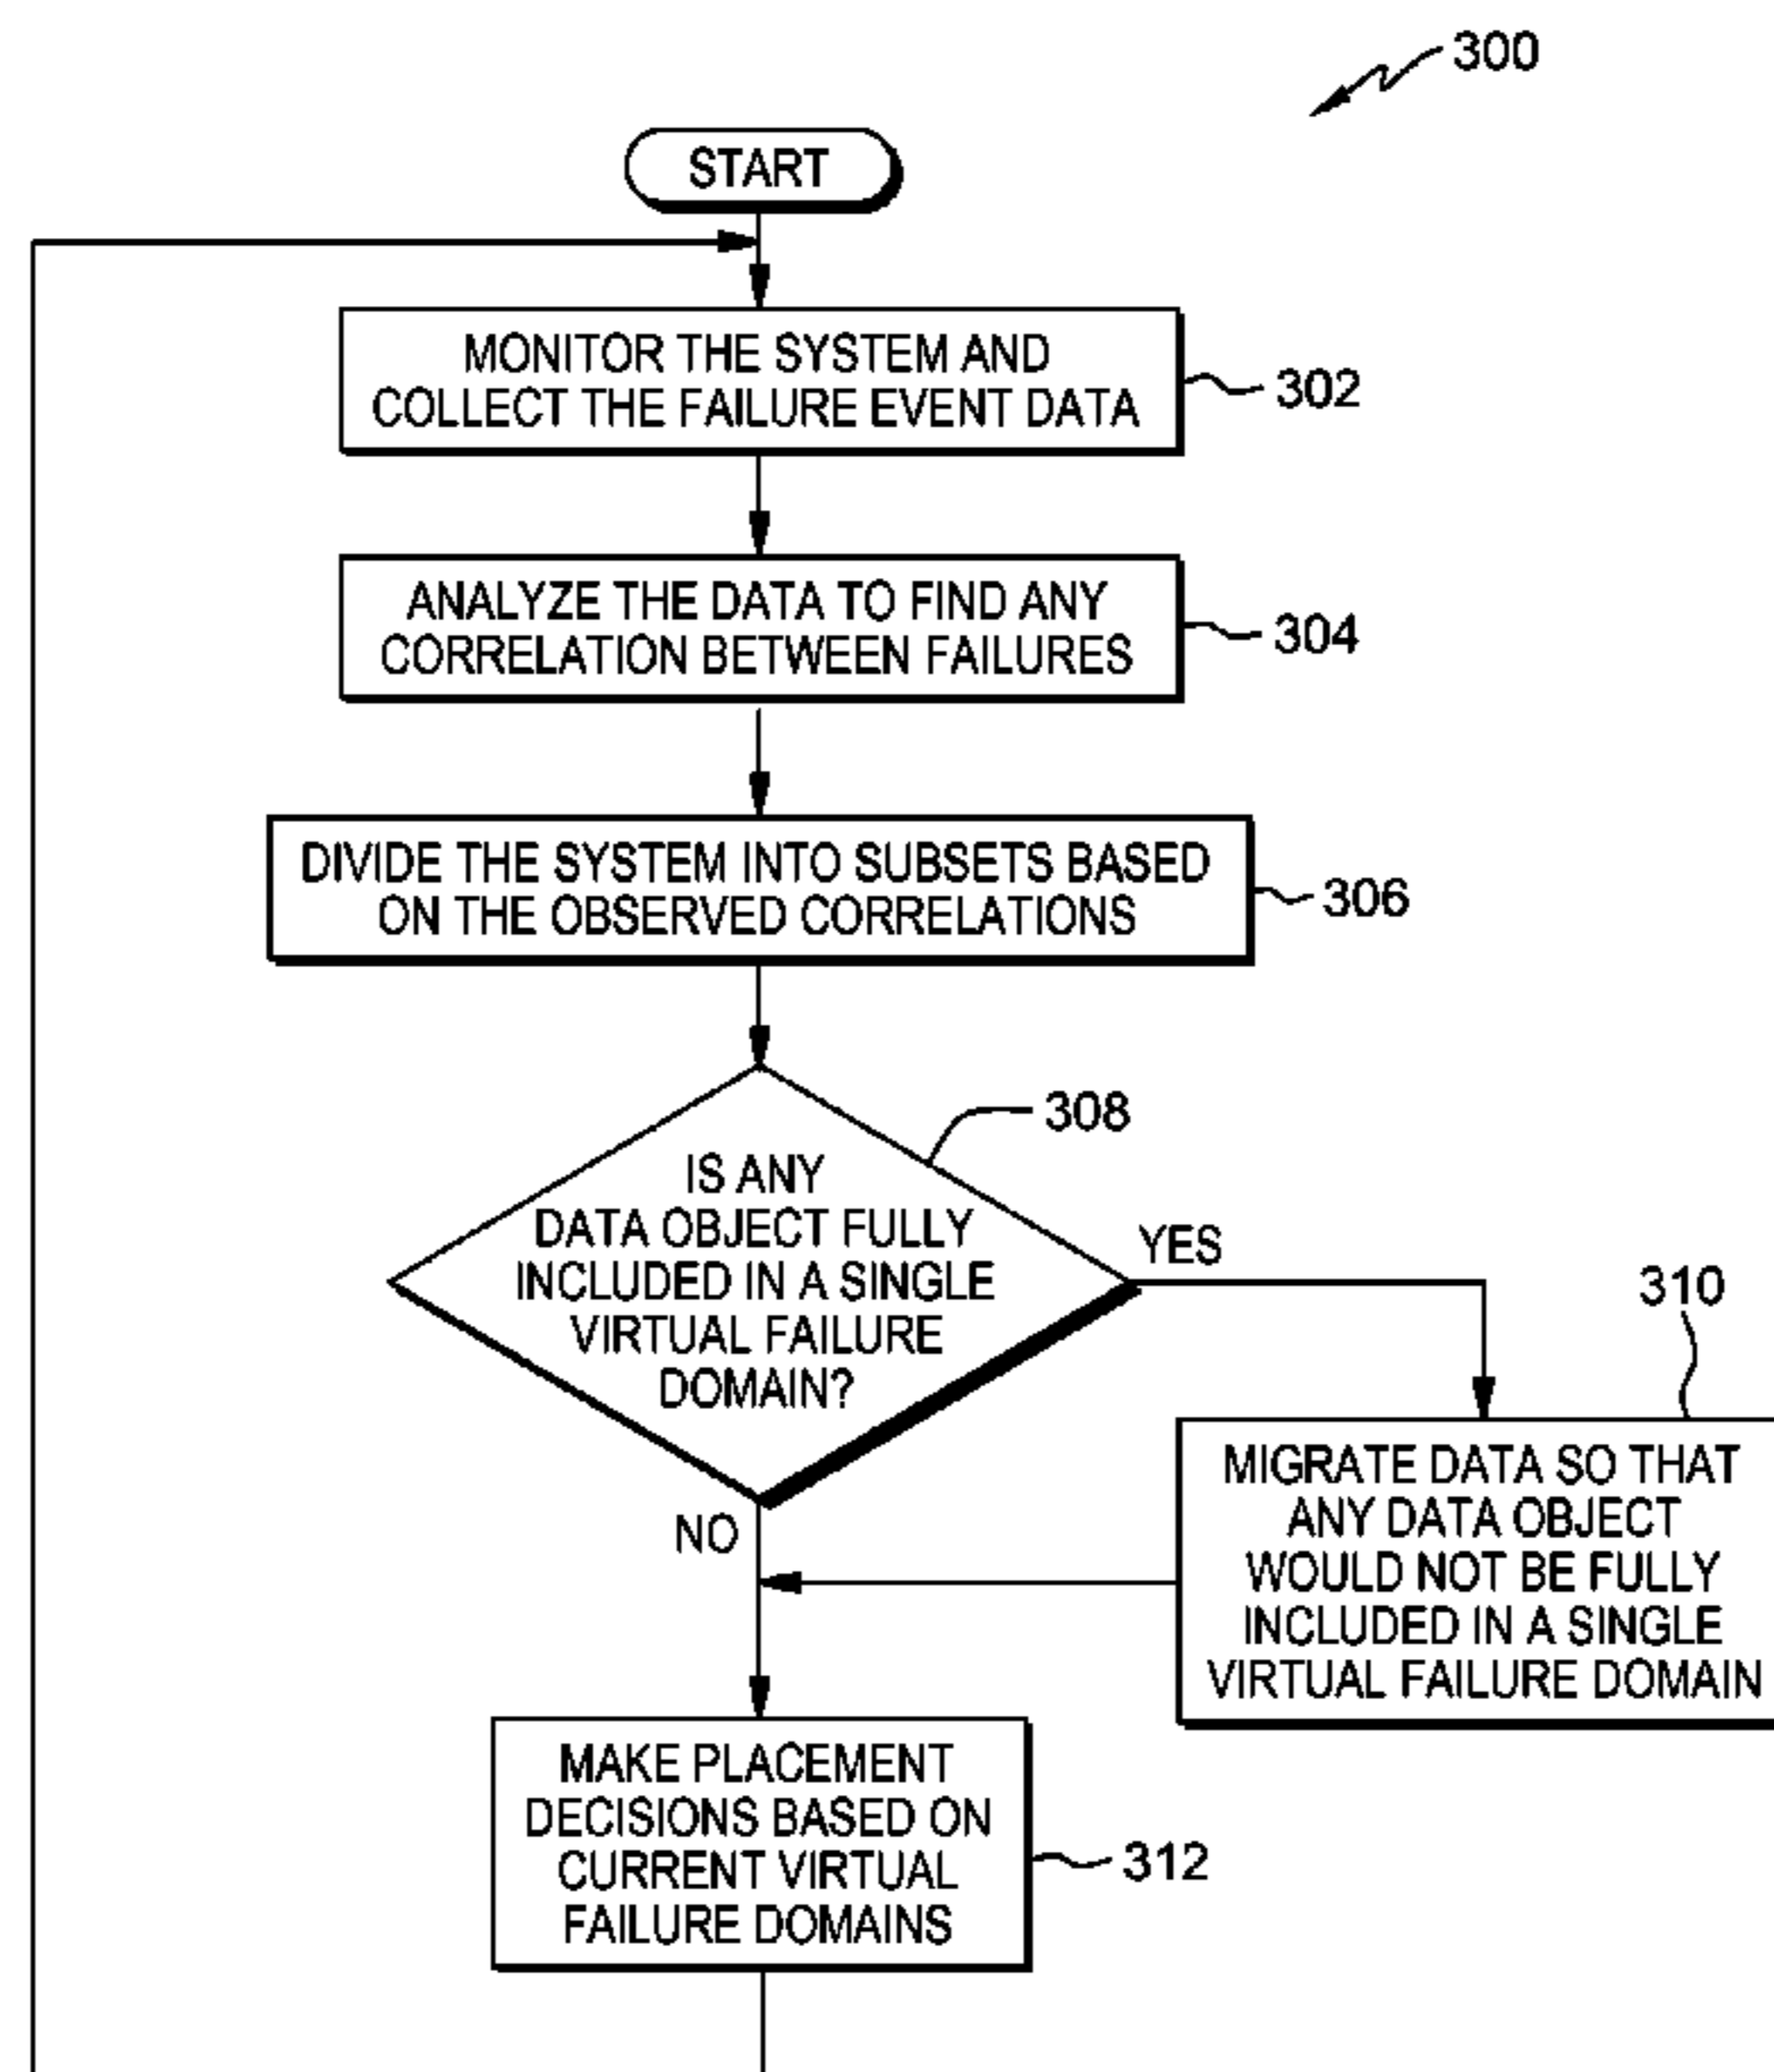 300
START
MONITOR THE SYSTEM AND
COLLECT THE FAILURE EVENT DATA
302
ANALYZE THE DATA TO FIND ANY
CORRELATION BETWEEN FAILURES
304
DIVIDE THE SYSTEM INTO SUBSETS BASED
ON THE OBSERVED CORRELATIONS
306
308
IS ANY
DATA OBJECT FULLY
INCLUDED IN A SINGLE
VIRTUAL FAILURE
DOMAIN?
YES
310
MIGRATE DATA SO THAT
ANY DATA OBJECT
WOULD NOT BE FULLY
INCLUDED IN A SINGLE
VIRTUAL FAILURE DOMAIN
NO
MAKE PLACEMENT
DECISIONS BASED ON
CURRENT VIRTUAL
FAILURE DOMAINS
312